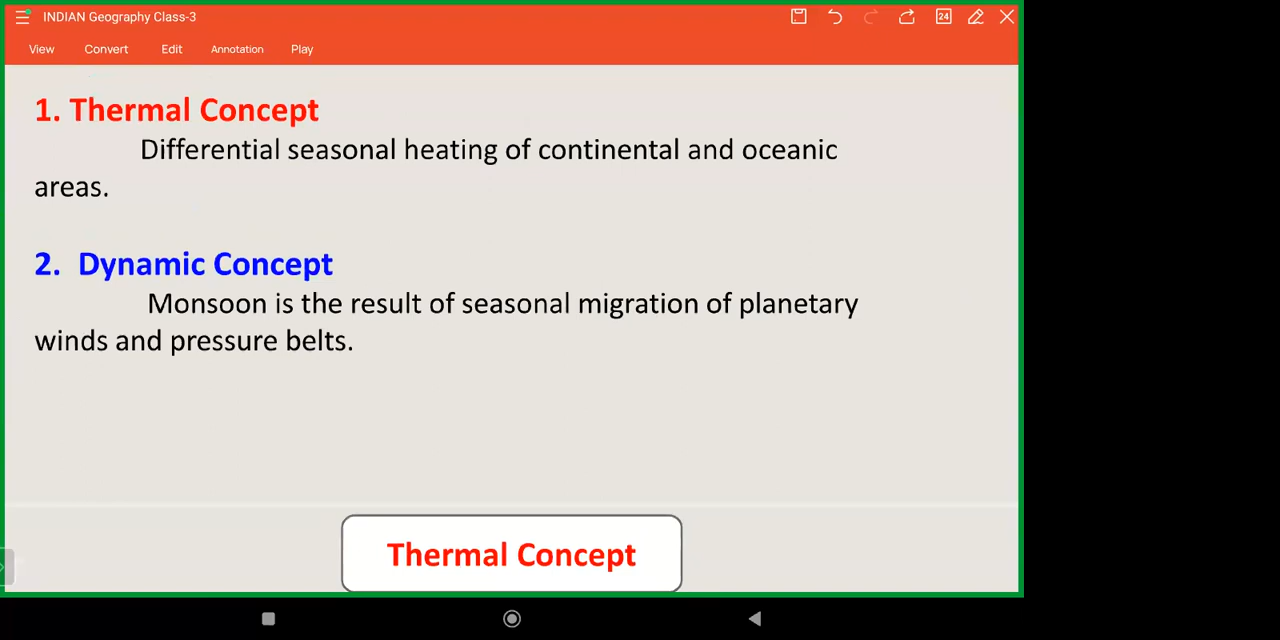 INDIAN Geography Class-3
24
View Convert Edit Annotation Play
1. Thermal Concept
Differential seasonal heating of continental and oceanic
areas.
2. Dynamic Concept
Monsoon is the result of seasonal migration of planetary
winds and pressure belts.
Thermal Concept